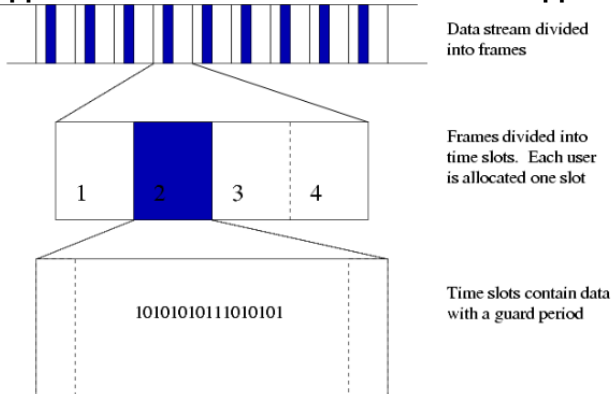 Data stream divided
into frames
Frames divided into
time slots. Each user
is allocated one slot
1 2 3 4
10101010111010101
Time slots contain data
with a guard period